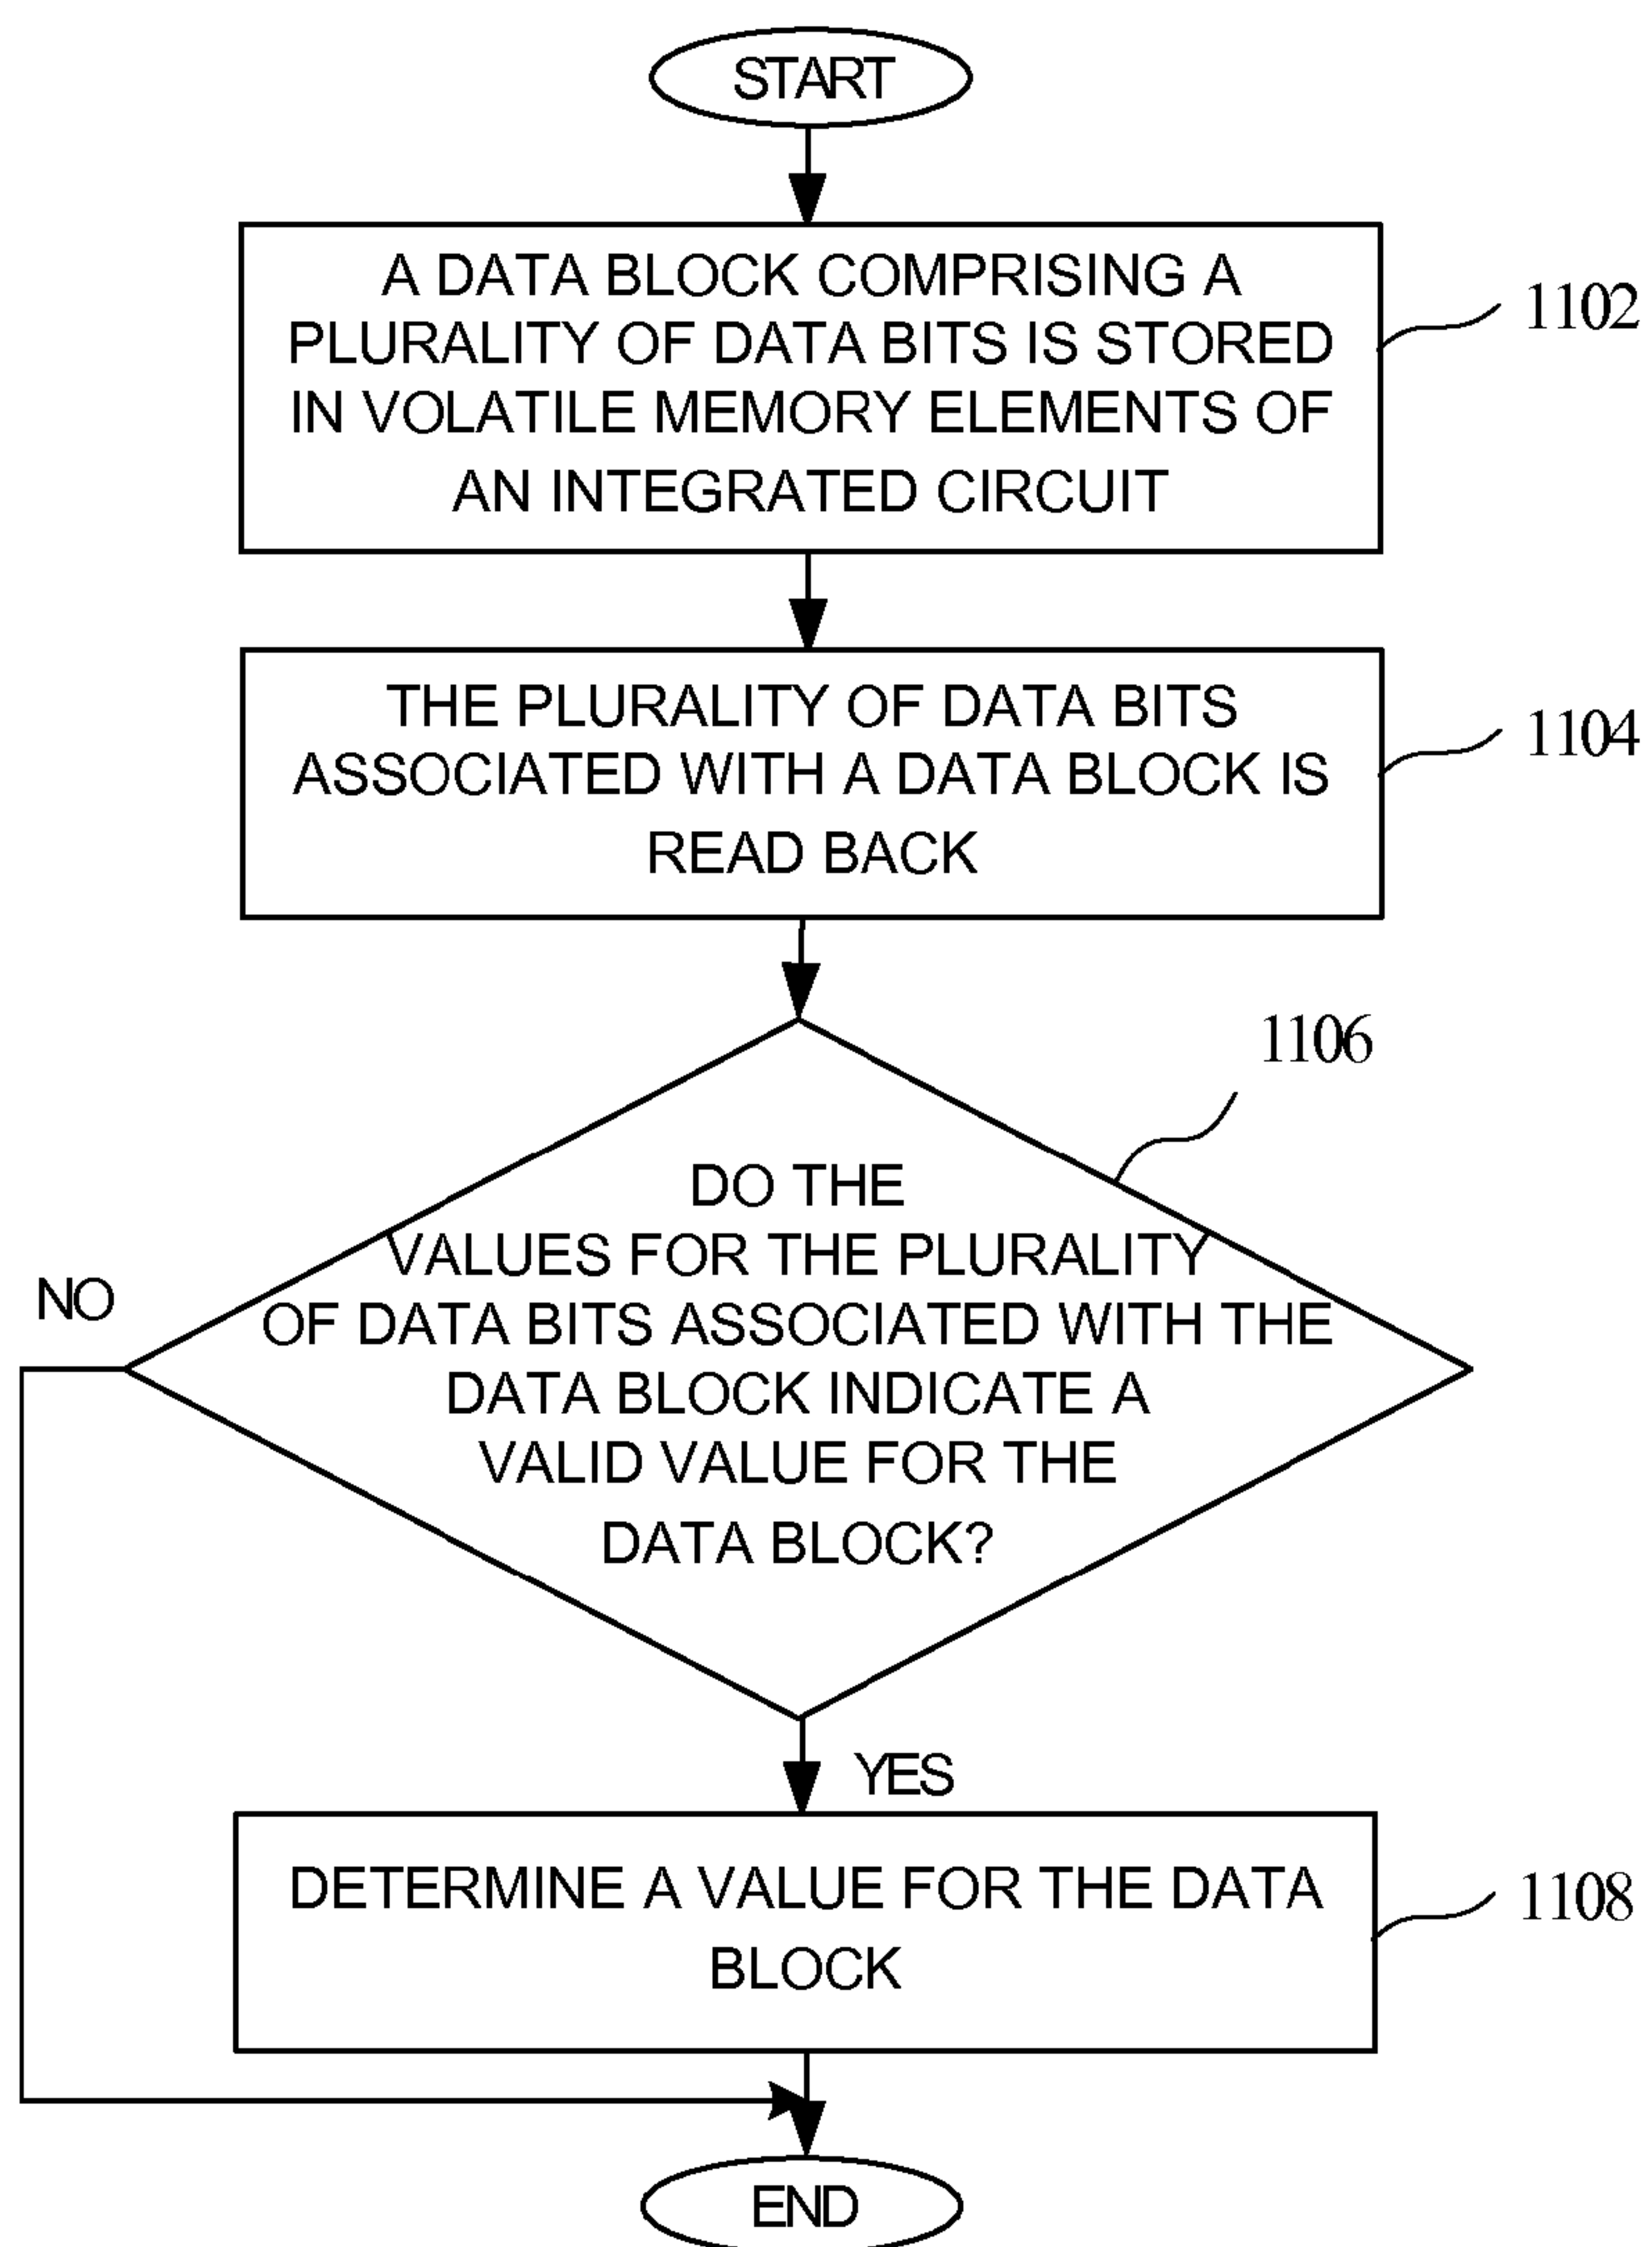 START
A DATA BLOCK COMPRISING A
PLURALITY OF DATA BITS IS STORED
IN VOLATILE MEMORY ELEMENTS OF
AN INTEGRATED CIRCUIT
1102
THE PLURALITY OF DATA BITS
ASSOCIATED WITH A DATA BLOCK IS
READ BACK
1104
1106
DO THE
VALUES FOR THE PLURALITY
OF DATA BITS ASSOCIATED WITH THE
DATA BLOCK INDICATE A
VALID VALUE FOR THE
DATA BLOCK?
NO
YES
DETERMINE A VALUE FOR THE DATA
BLOCK
1108
END